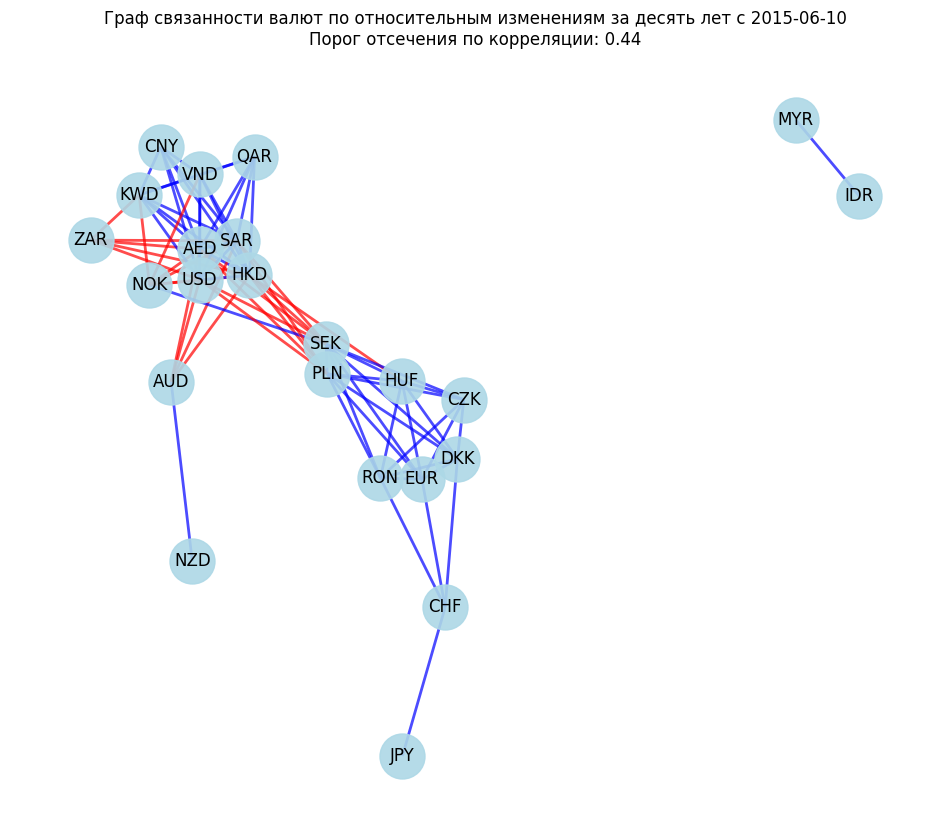 Граф связанности валют по относительным изменениям за десять лет с 2015-06-10
Порог отсечения по корреляции: 0.44
MYR
CNY
QAR
VND
KWD
IDR
ZAR
SAR
AED
HKD
USD
NOK
SEK
PLN
HUF
AUD
CZK
DKK
RON
EUR
NZD
CHF
JPY